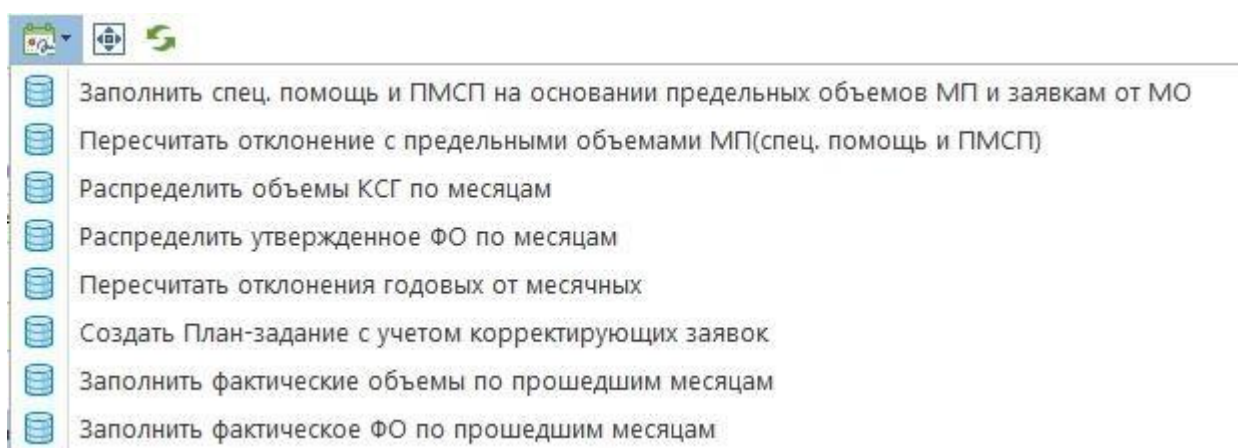 Заполнить спец. помощь и ПМСП на основании предельных объемов МП и заявкам от МО
Пересчитать отклонение с предельными объемами МП(спец. помощь и ПМСП)
Распределить объемы КСГ по месяцам
Распределить утвержденное ФО по месяцам
Пересчитать отклонения годовых от месячных
Создать План-задание с учетом корректирующих заявок
Заполнить фактические объемы по прошедшим месяцам
Заполнить фактическое ФО по прошедшим месяцам